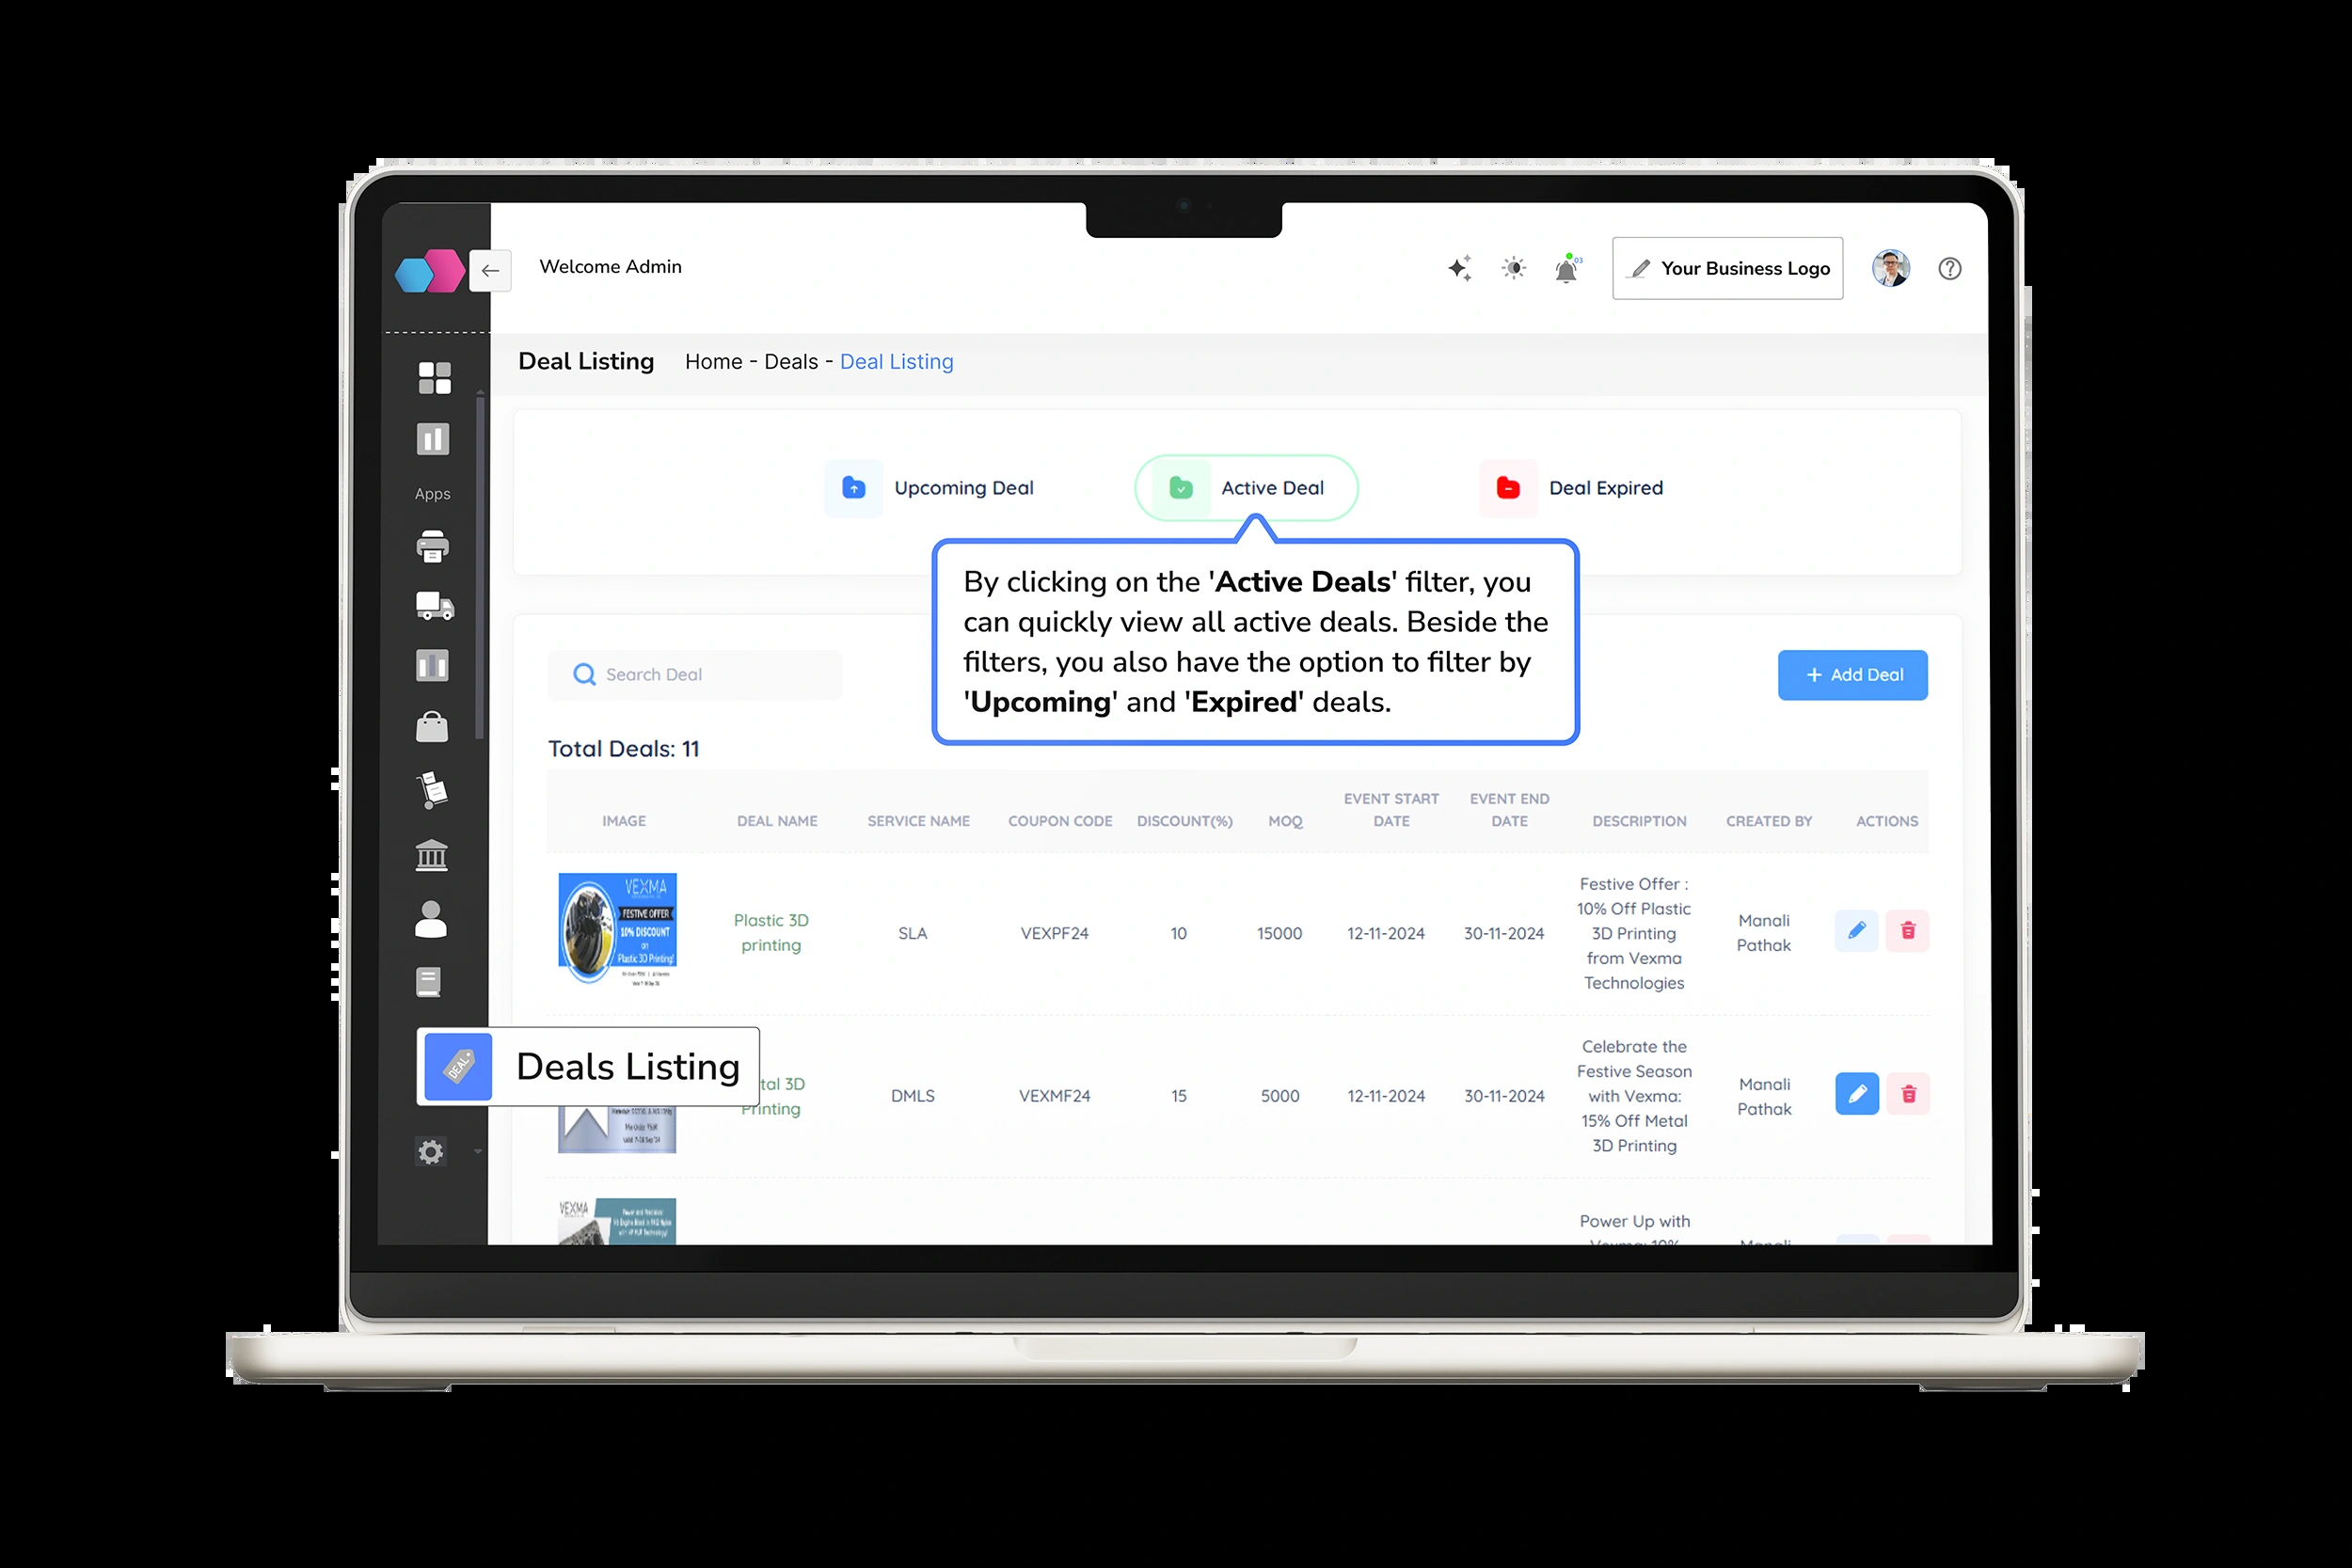 Welcome Admin
03
Your Business Logo
Deal Listing
Home - Deals - Deal Listing
Apps
Upcoming Deal
Active Deal
Deal Expired
By clicking on the 'Active Deals' filter, you
can quickly view all active deals. Beside the
filters, you also have the option to filter by
'Upcoming' and 'Expired' deals.
Search Deal
+ Add Deal
Total Deals: 11
IMAGE
DEAL NAME
SERVICE NAME
COUPON CODE
DISCOUNT(%)
MOQ
EVENT START
DATE
EVENT END
DATE
DESCRIPTION
CREATED BY
ACTIONS
VEXMA
FESTIVE OFFER
10% DISCOUNT
on
Plastic 3D Printing!
Plastic 3D
printing
SLA
VEXPF24
10
15000
12-11-2024
30-11-2024
Festive Offer :
10% Off Plastic
3D Printing
from Vexma
Technologies
Manali
Pathak
DEAL
Deals Listing
tal 3D
Printing
DMLS
VEXMF24
15
5000
12-11-2024
30-11-2024
Celebrate the
Festive Season
with Vexma:
15% Off Metal
3D Printing
Manali
Pathak
VEXMA
Power Up with
Vexma: 10%
Manali